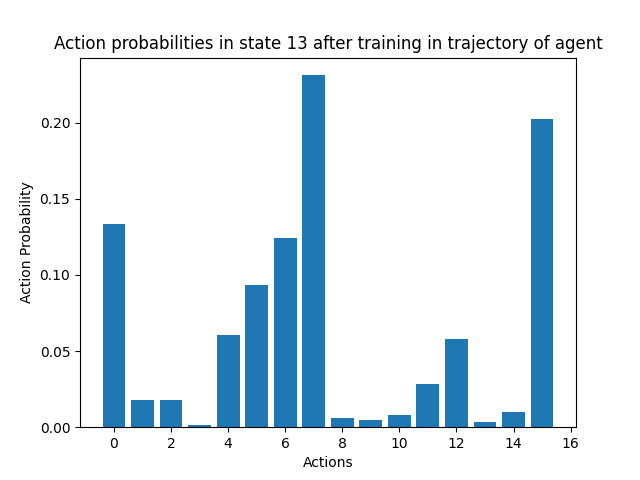 Action probabilities in state 13 after training in trajectory of agent
Action Probability
0.20
0.15
0.10
0.05
0.00
0 2 4 6 8 10 12 14 16
Actions